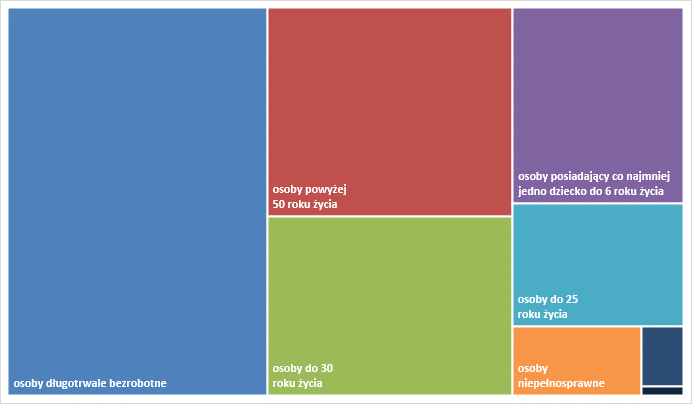 osoby długotrwale bezrobotne
osoby powyżej
50 roku życia
osoby do 30
roku życia
osoby posiadający co najmniej
jedno dziecko do 6 roku życia
osoby do 25
roku życia
osoby
niepełnosprawne